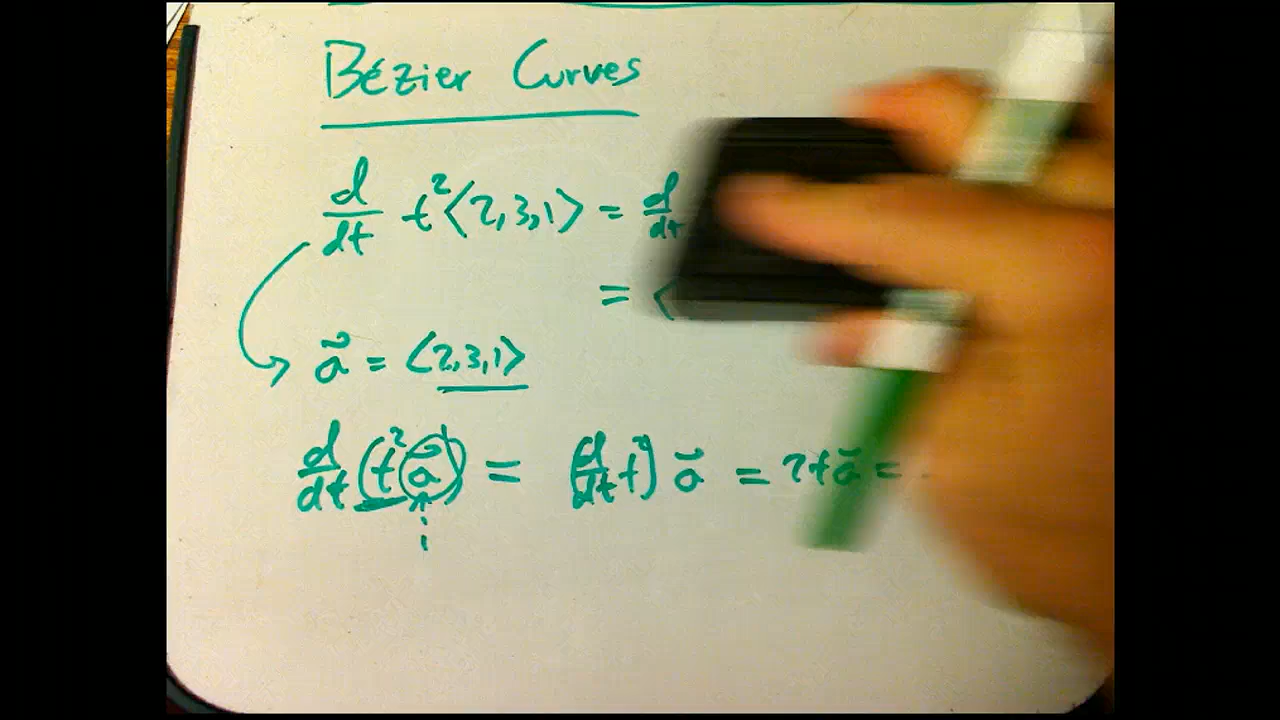 Bézier Curves
d/dt t²⟨2,3,1⟩ = d/dt
= ⟨
a⃗ = ⟨2,3,1⟩
d/dt (t² a⃗) = (d/dt t²) a⃗ = 2t a⃗ =